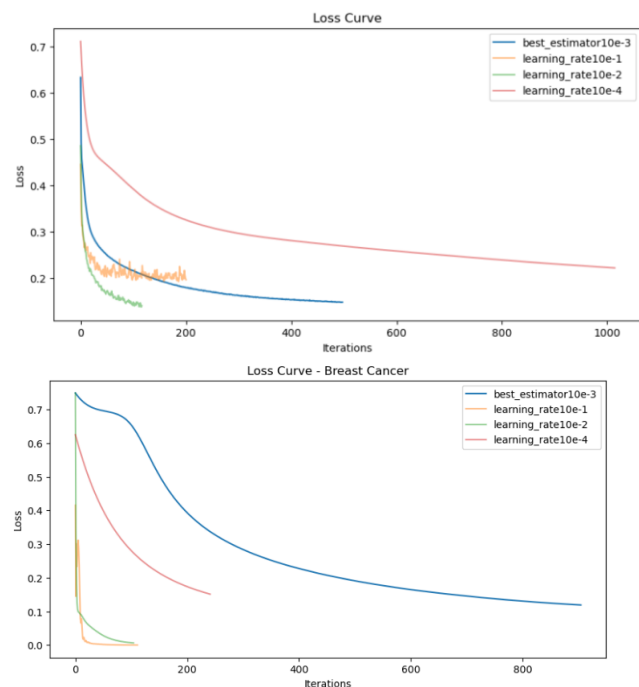 Loss Curve
best_estimator10e-3
learning_rate10e-1
learning_rate10e-2
learning_rate10e-4
0.7
0.6
0.5
0.4
0.3
0.2
Loss
0
200
400
600
800
1000
Iterations
Loss Curve - Breast Cancer
best_estimator10e-3
learning_rate10e-1
learning_rate10e-2
learning_rate10e-4
0.7
0.6
0.5
0.4
0.3
0.2
0.1
0.0
Loss
0
200
400
600
800
Iterations